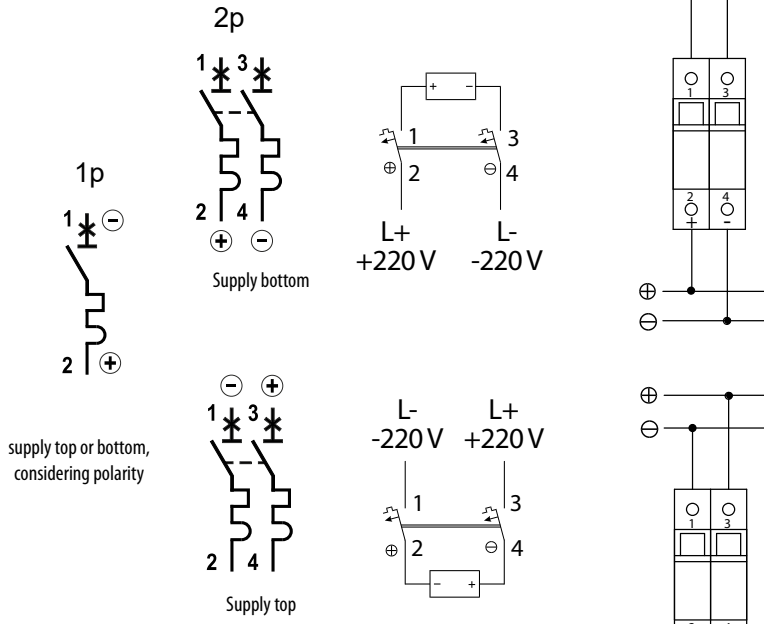 2p
1 3
2 4
⊕ ⊖
Supply bottom
1p
1 ⊖
2 ⊕
supply top or bottom,
considering polarity
⊖ ⊕
1 3
2 4
Supply top
+ −
1 3
⊕ 2 ⊖ 4
L+ L-
+220 V -220 V
L- L+
-220 V +220 V
1 3
⊕ 2 ⊖ 4
− +
1 3
2 4
+ -
⊕
⊖
⊕
⊖
1 3